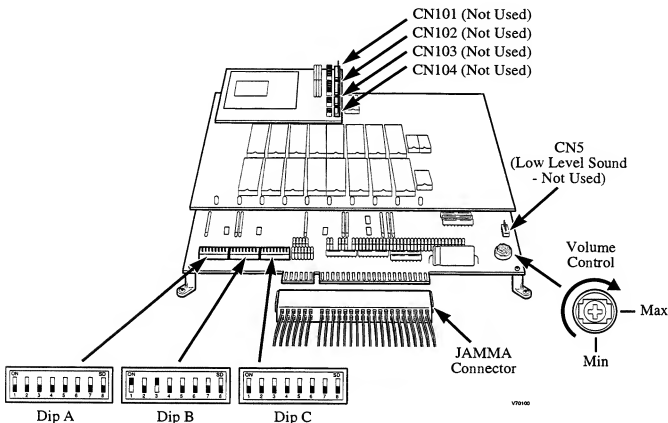 CN101 (Not Used)
CN102 (Not Used)
CN103 (Not Used)
CN104 (Not Used)
CN5
(Low Level Sound
- Not Used)
Volume
Control
Max
Min
JAMMA
Connector
V70100
ON SD
1 2 3 4 5 6 7 8
Dip A
ON SD
1 2 3 4 5 6 7 8
Dip B
ON SD
1 2 3 4 5 6 7 8
Dip C